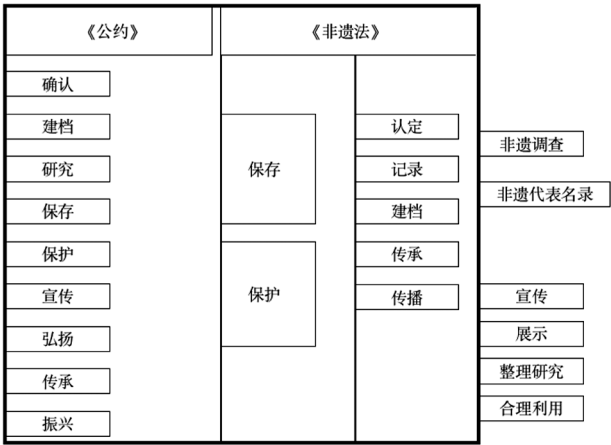 《公约》
《非遗法》
确认
建档
研究
保存
保护
宣传
弘扬
传承
振兴
保存
保护
认定
记录
建档
传承
传播
非遗调查
非遗代表名录
宣传
展示
整理研究
合理利用